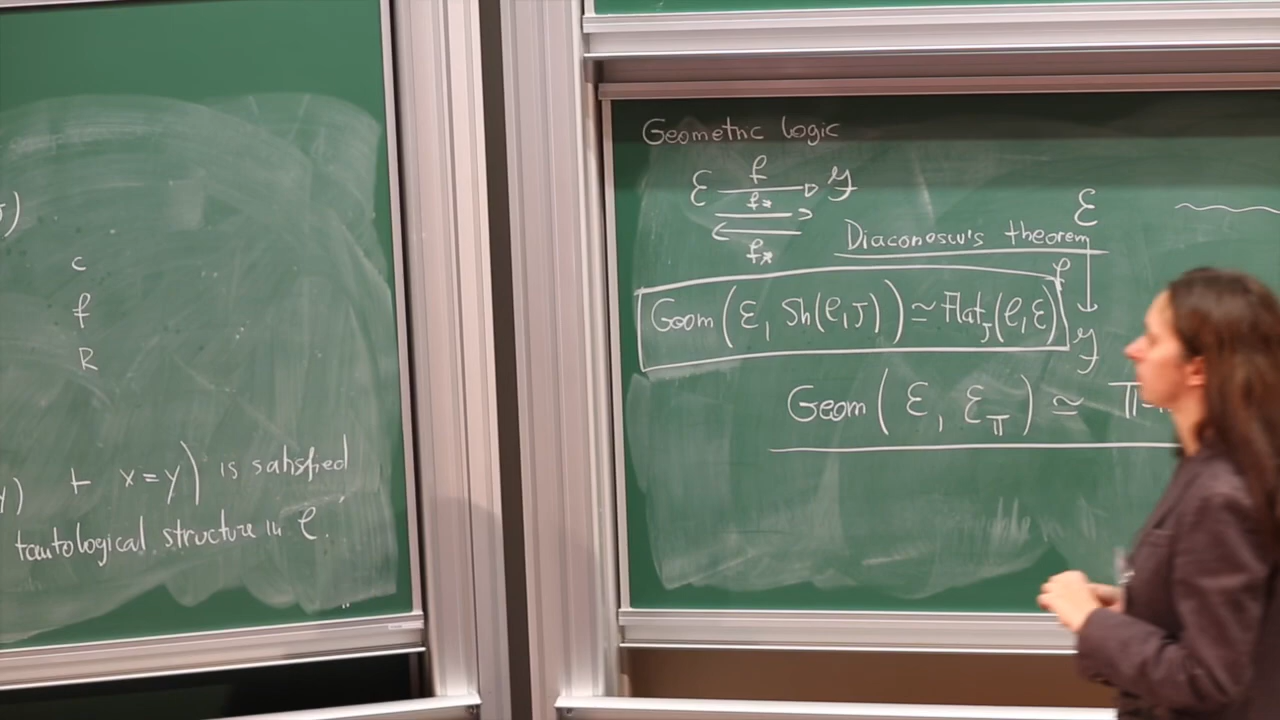 c
f
R
y) ⊢ x=y) is satisfied
tautological structure in C.
Geometric logic
f
E → F
f*
f*
Diaconescu's theorem
E
f
Geom(E, Sh(C,J)) ≃ Flat_J(C,E)
F
Geom(E, E_T) ≃ T-